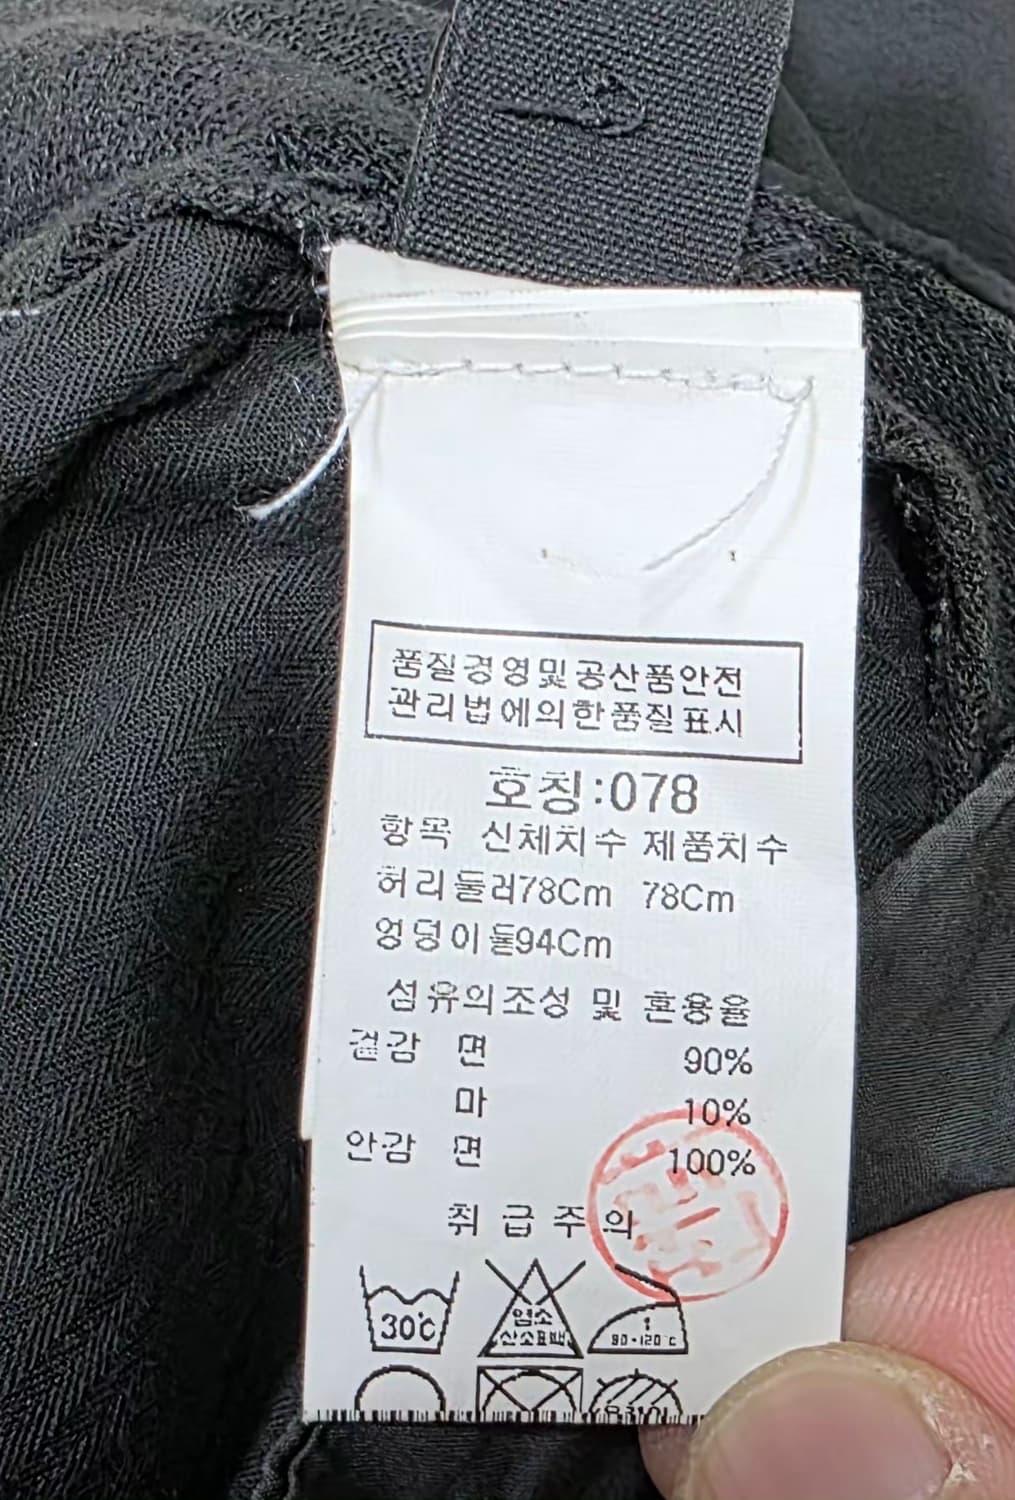 품질경영및공산품안전
관리법에의한품질표시
호칭:078
항목 신체치수 제품치수
허리둘러78Cm 78Cm
엉덩이둘94Cm
섬유의조성 및 혼용율
겉감 면 90%
마 10%
안감 면 100%
취급주의
30℃
염소
산소표백
80-120℃